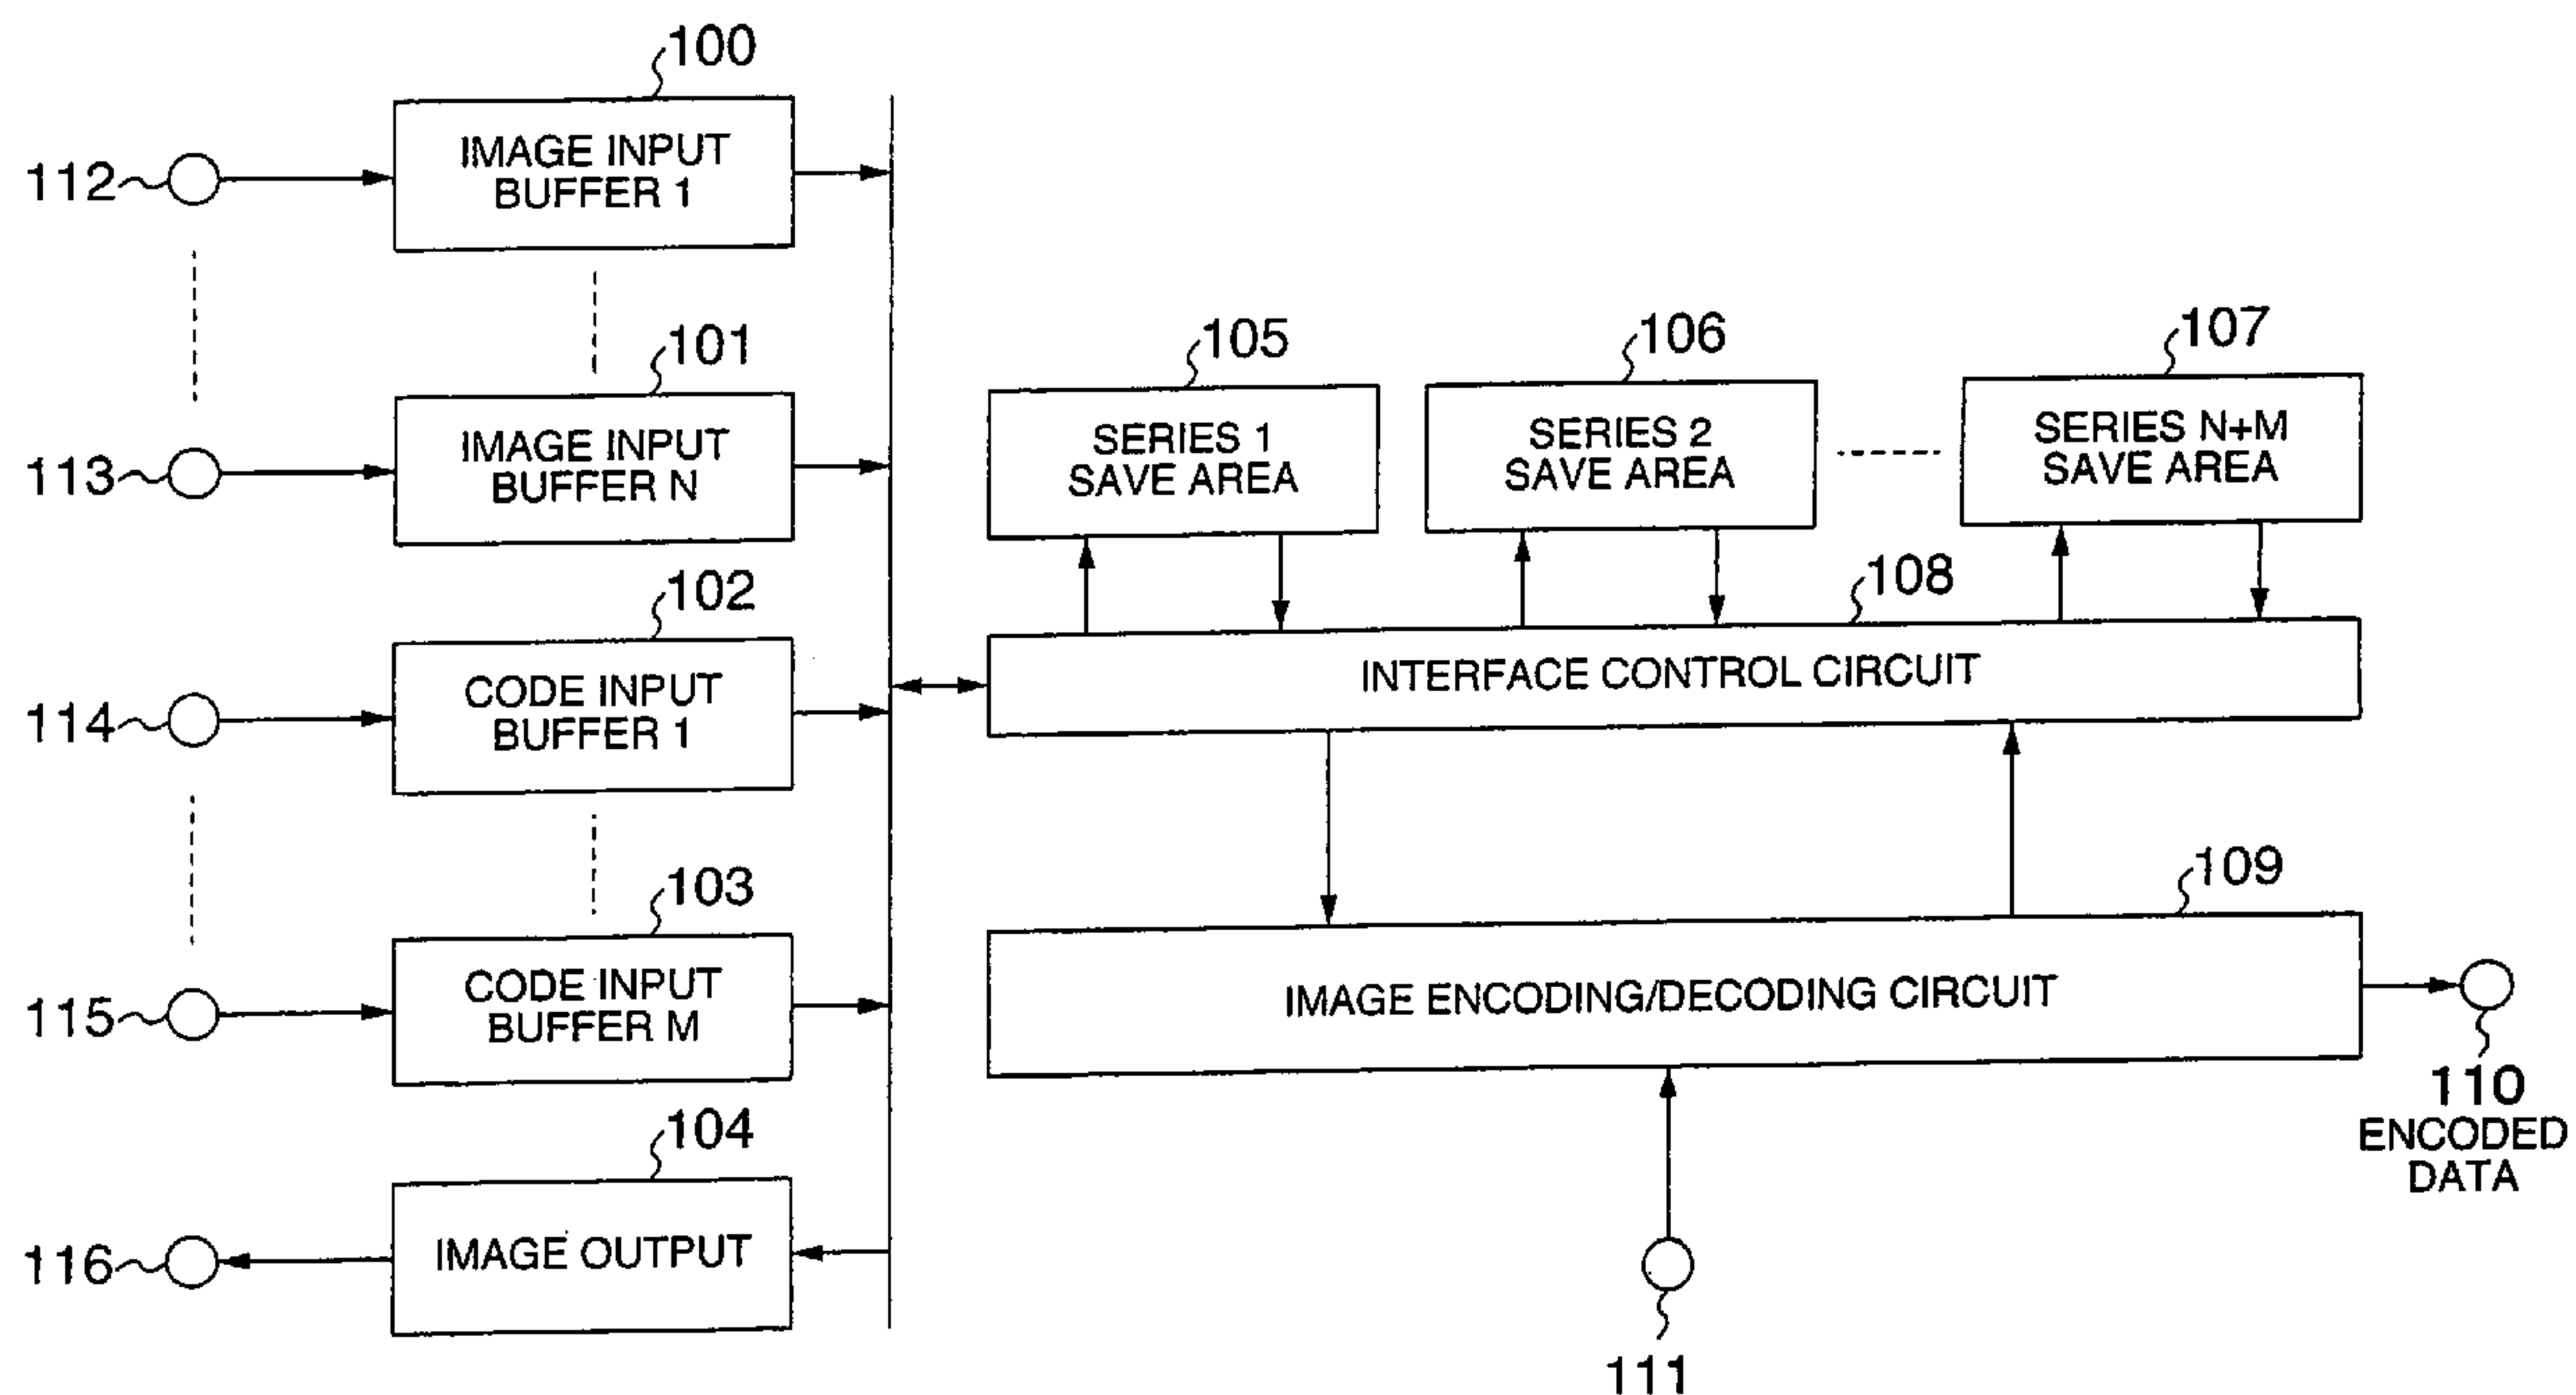 100
112
IMAGE INPUT
BUFFER 1
101
113
IMAGE INPUT
BUFFER N
102
114
CODE INPUT
BUFFER 1
103
115
CODE INPUT
BUFFER M
104
116
IMAGE OUTPUT
105
SERIES 1
SAVE AREA
106
SERIES 2
SAVE AREA
107
SERIES N+M
SAVE AREA
108
INTERFACE CONTROL CIRCUIT
109
IMAGE ENCODING/DECODING CIRCUIT
110
ENCODED
DATA
111